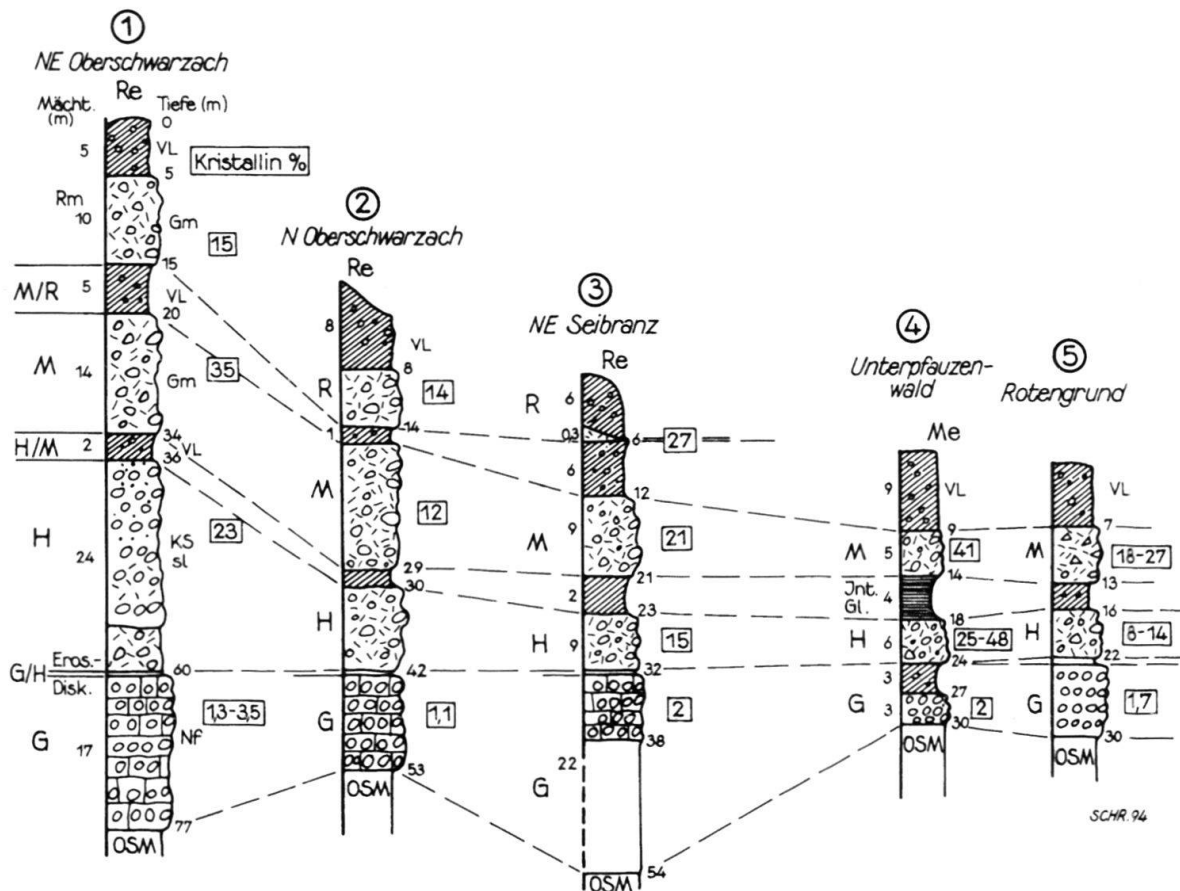 1
NE Oberschwarzach
Re
Mächt. (m)
Tiefe (m)
0
5
VL
5
Kristallin %
Rm
10
Gm
15
15
M/R
5
VL
20
M
14
Gm
35
34
H/M
2
VL
36
H
24
KS
sl
23
Eros.-
G/H
60
Disk.
G
17
Nf
1,3-3,5
77
OSM
2
N Oberschwarzach
Re
8
VL
8
R
14
14
1
M
12
29
30
H
42
G
1,1
53
OSM
3
NE Seibranz
Re
R
6
0,3
6
27
6
12
M
9
21
21
2
23
H
9
15
32
2
38
22
G
54
OSM
4
Unterpfauzen-
wald
Me
9
VL
9
M
5
41
14
Jnt.
Gl.
4
18
H
6
25-48
24
3
27
G
3
2
30
OSM
5
Rotengrund
VL
7
M
18-27
13
16
H
8-14
22
G
1,7
30
OSM
SCHR. 94